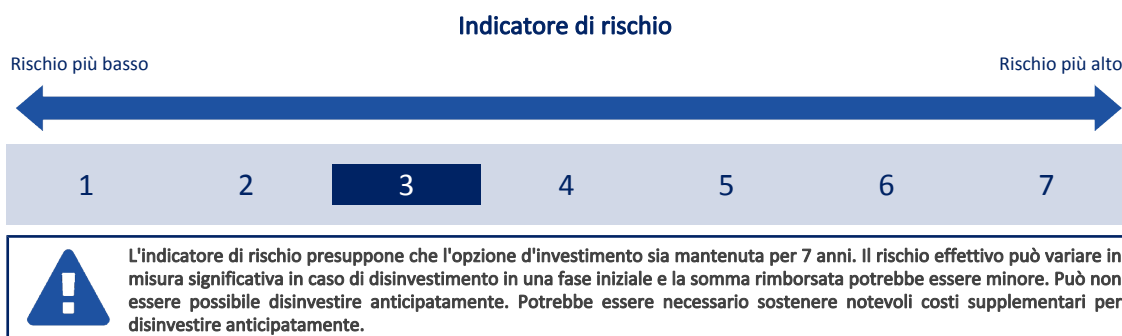 Indicatore di rischio
Rischio più basso
Rischio più alto
1 2 3 4 5 6 7
L'indicatore di rischio presuppone che l'opzione d'investimento sia mantenuta per 7 anni. Il rischio effettivo può variare in
misura significativa in caso di disinvestimento in una fase iniziale e la somma rimborsata potrebbe essere minore. Può non
essere possibile disinvestire anticipatamente. Potrebbe essere necessario sostenere notevoli costi supplementari per
disinvestire anticipatamente.